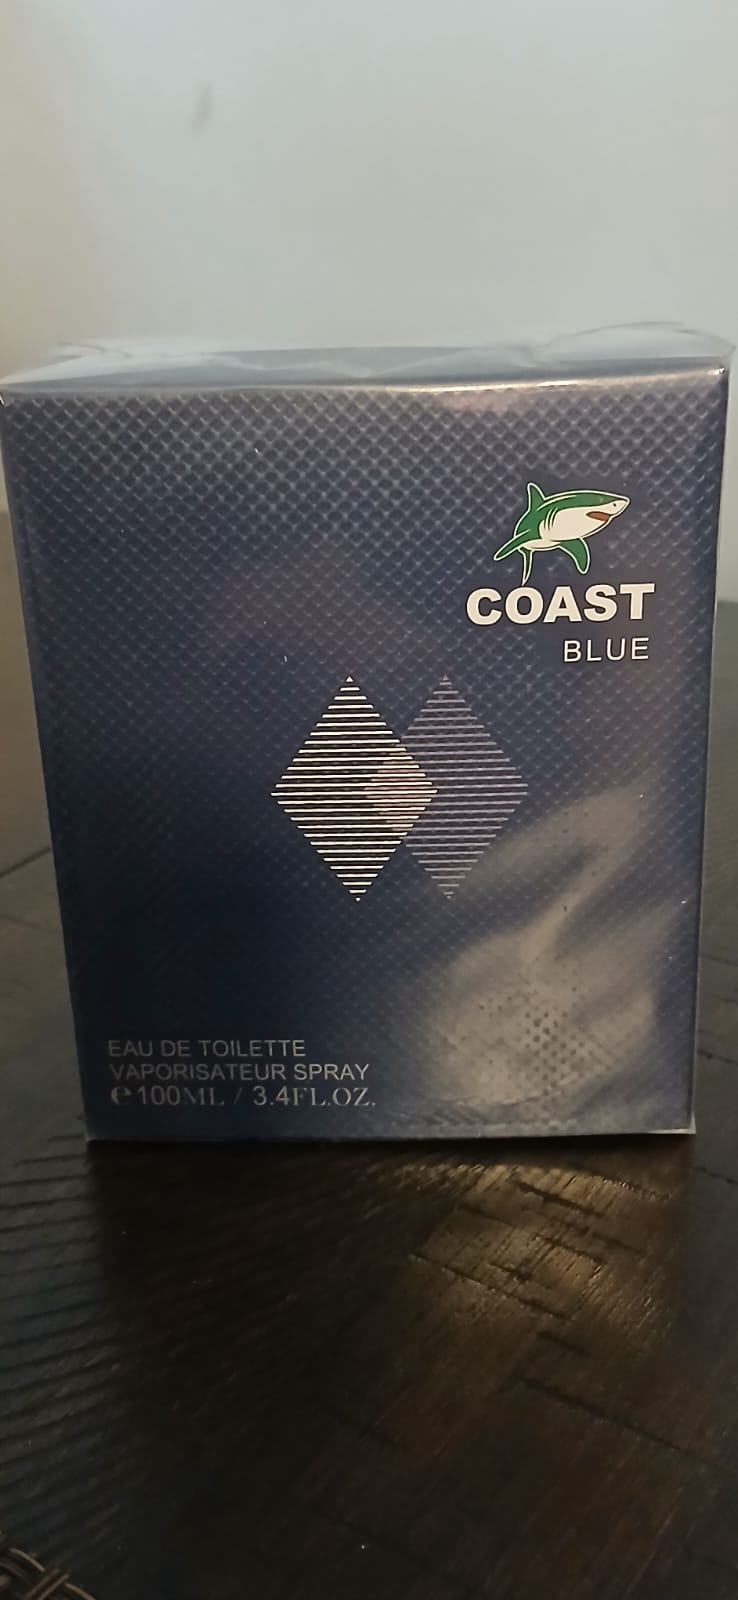 COAST
BLUE
EAU DE TOILETTE
VAPORISATEUR SPRAY
℮100ML / 3.4FL.OZ.